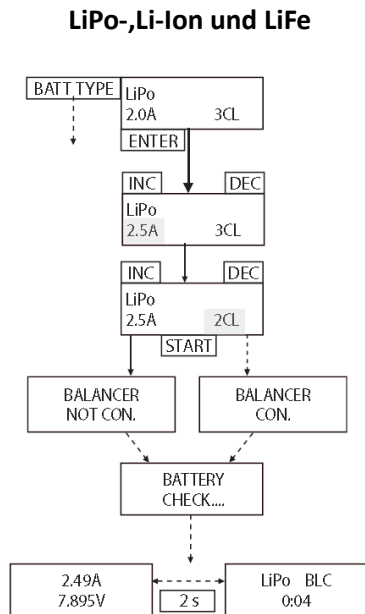 LiPo-,Li-Ion und LiFe
BATT TYPE
LiPo
2.0A 3CL
ENTER
INC DEC
LiPo
2.5A 3CL
INC DEC
LiPo
2.5A 2CL
START
BALANCER
NOT CON.
BALANCER
CON.
BATTERY
CHECK....
2.49A
7.895V
2 s
LiPo BLC
0:04